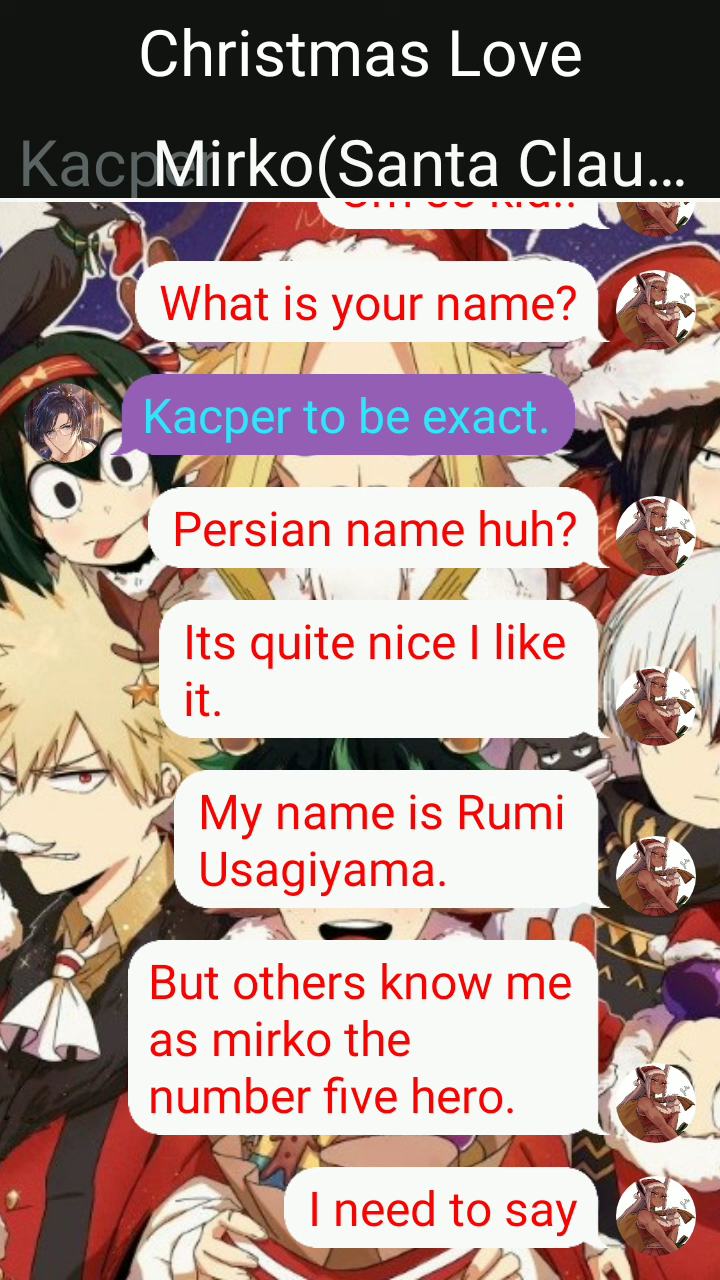 Christmas Love
Kacper
Mirko(Santa Clau...
What is your name?
Kacper to be exact.
Persian name huh?
Its quite nice I like
it.
My name is Rumi
Usagiyama.
But others know me
as mirko the
number five hero.
I need to say